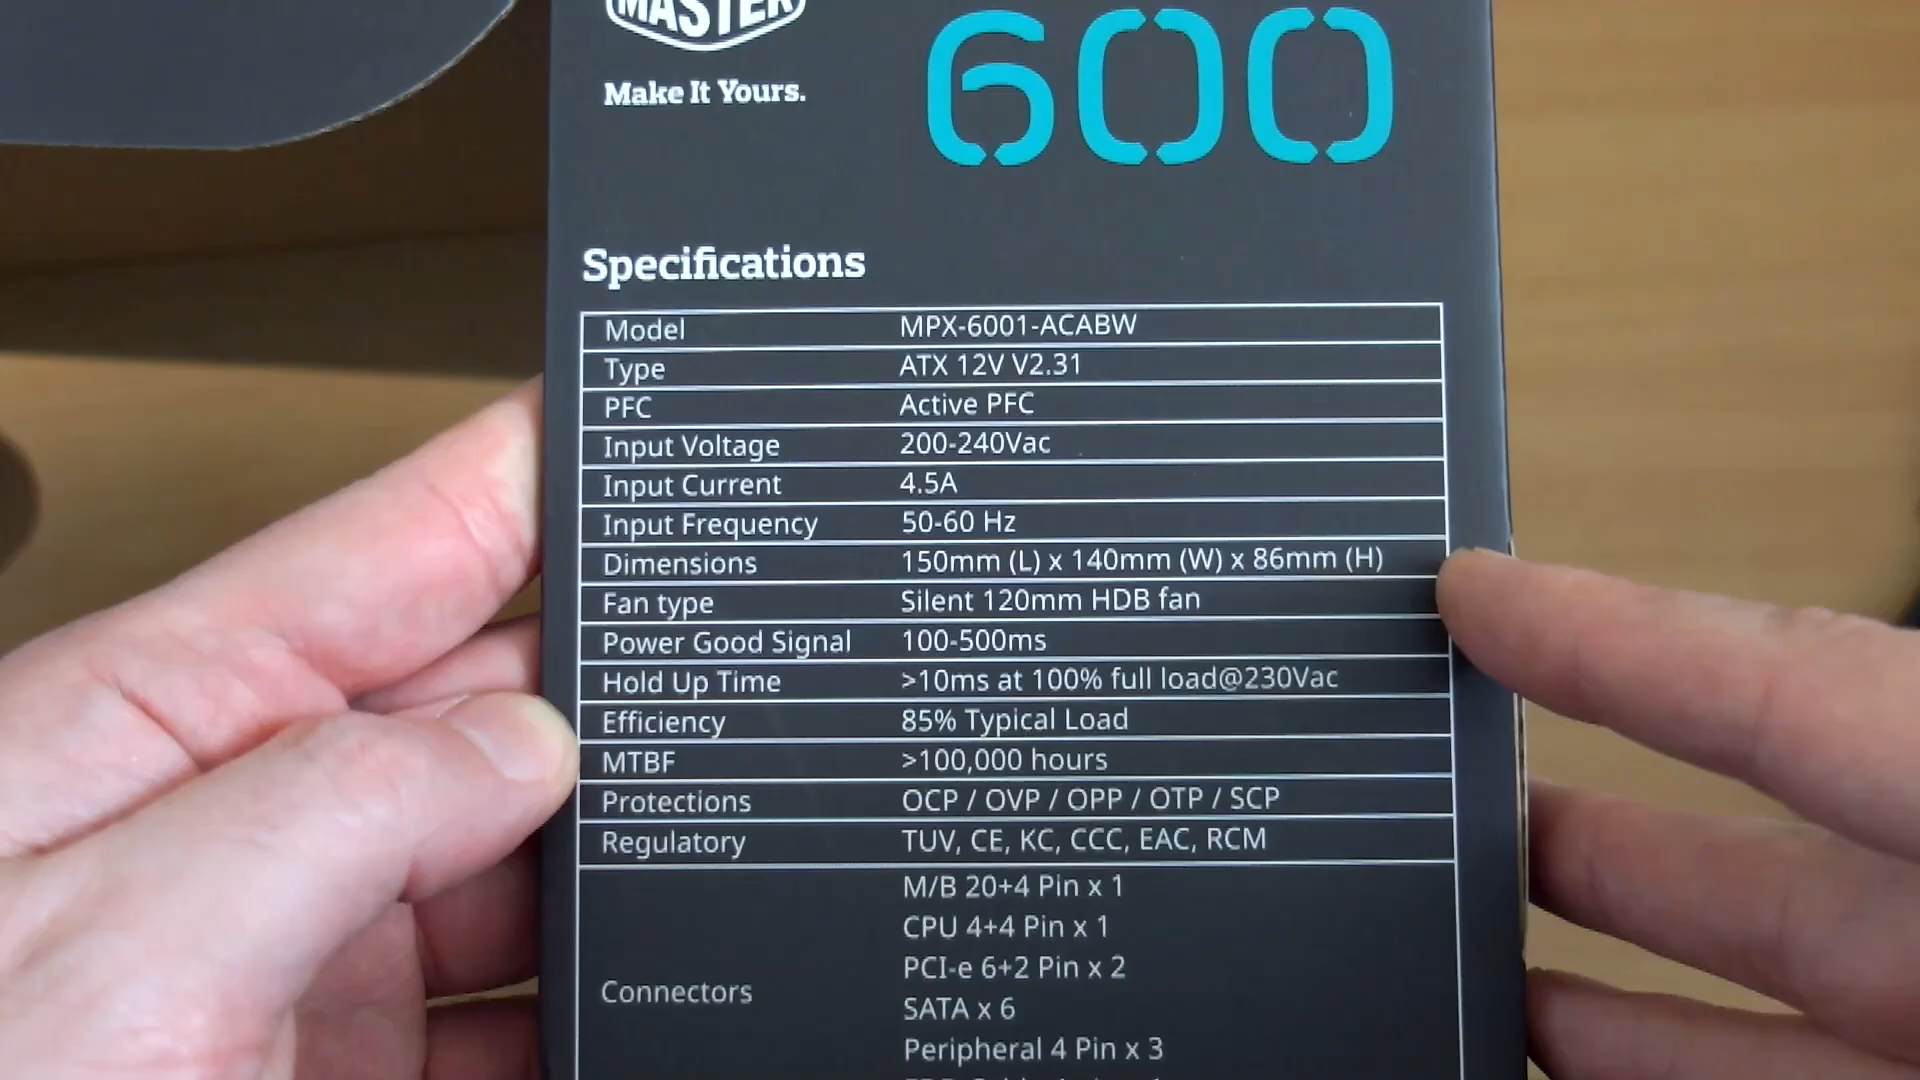 MASTER
Make It Yours.
600
Specifications
Model MPX-6001-ACABW
Type ATX 12V V2.31
PFC Active PFC
Input Voltage 200-240Vac
Input Current 4.5A
Input Frequency 50-60 Hz
Dimensions 150mm (L) x 140mm (W) x 86mm (H)
Fan type Silent 120mm HDB fan
Power Good Signal 100-500ms
Hold Up Time >10ms at 100% full load@230Vac
Efficiency 85% Typical Load
MTBF >100,000 hours
Protections OCP / OVP / OPP / OTP / SCP
Regulatory TUV, CE, KC, CCC, EAC, RCM
Connectors
M/B 20+4 Pin x 1
CPU 4+4 Pin x 1
PCI-e 6+2 Pin x 2
SATA x 6
Peripheral 4 Pin x 3